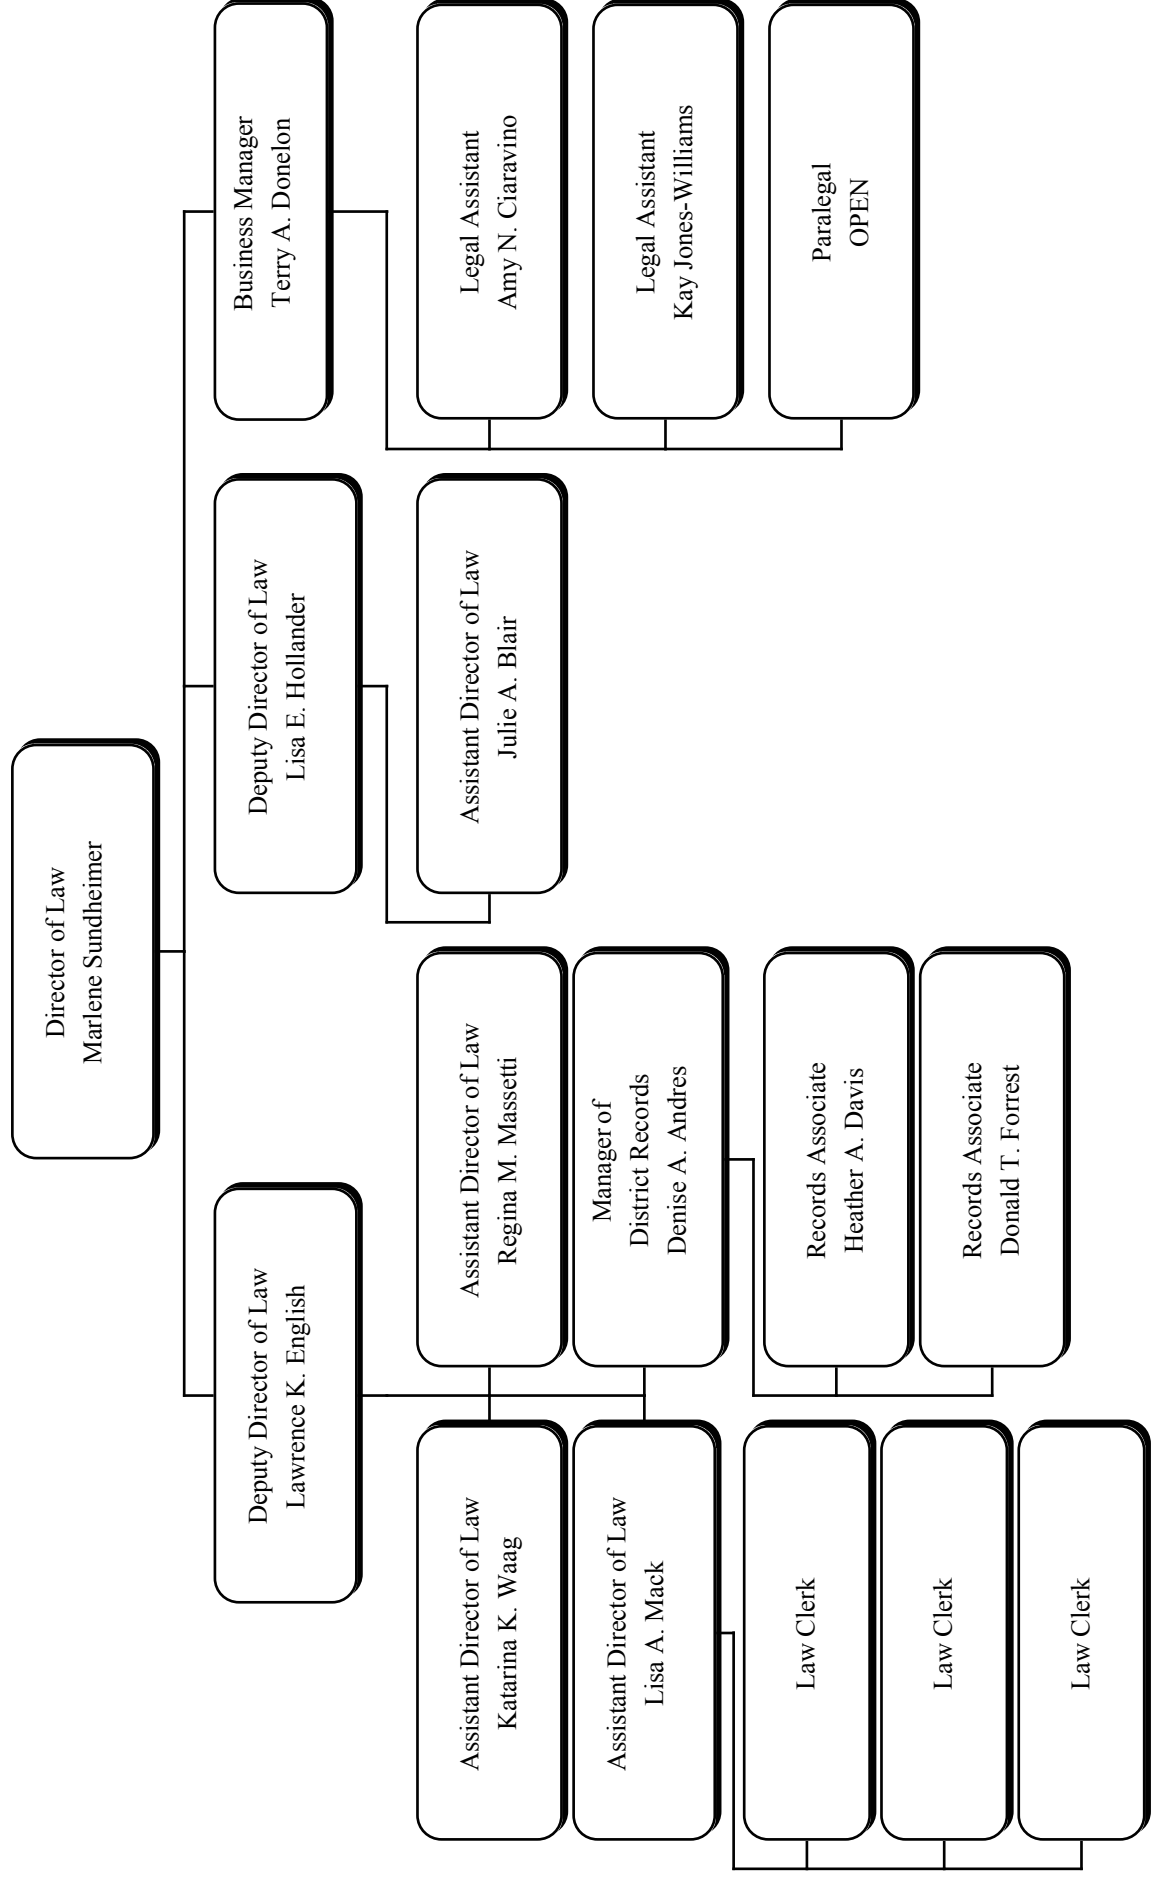 Director of Law
Marlene Sundheimer
Deputy Director of Law
Lawrence K. English
Deputy Director of Law
Lisa E. Hollander
Business Manager
Terry A. Donelon
Assistant Director of Law
Katarina K. Waag
Assistant Director of Law
Regina M. Massetti
Assistant Director of Law
Julie A. Blair
Legal Assistant
Amy N. Ciaravino
Assistant Director of Law
Lisa A. Mack
Manager of
District Records
Denise A. Andres
Legal Assistant
Kay Jones-Williams
Law Clerk
Records Associate
Heather A. Davis
Paralegal
OPEN
Law Clerk
Records Associate
Donald T. Forrest
Law Clerk